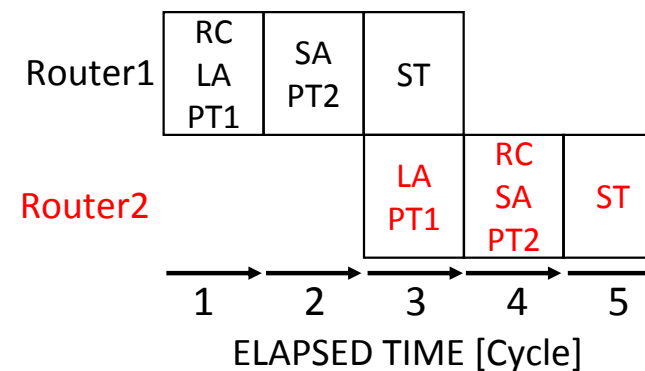 Router1
RC
LA
PT1
SA
PT2
ST
Router2
LA
PT1
RC
SA
PT2
ST
1 2 3 4 5
ELAPSED TIME [Cycle]